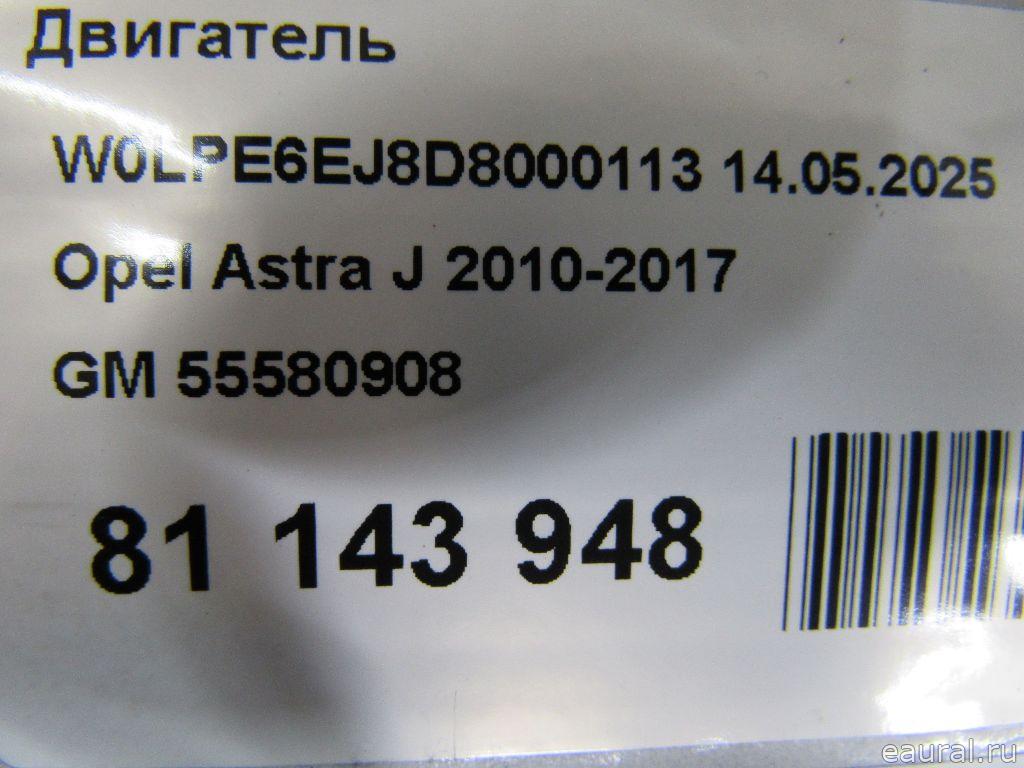 Двигатель
W0LPE6EJ8D8000113 14.05.2025
Opel Astra J 2010-2017
GM 55580908
81 143 948
eaural.ru